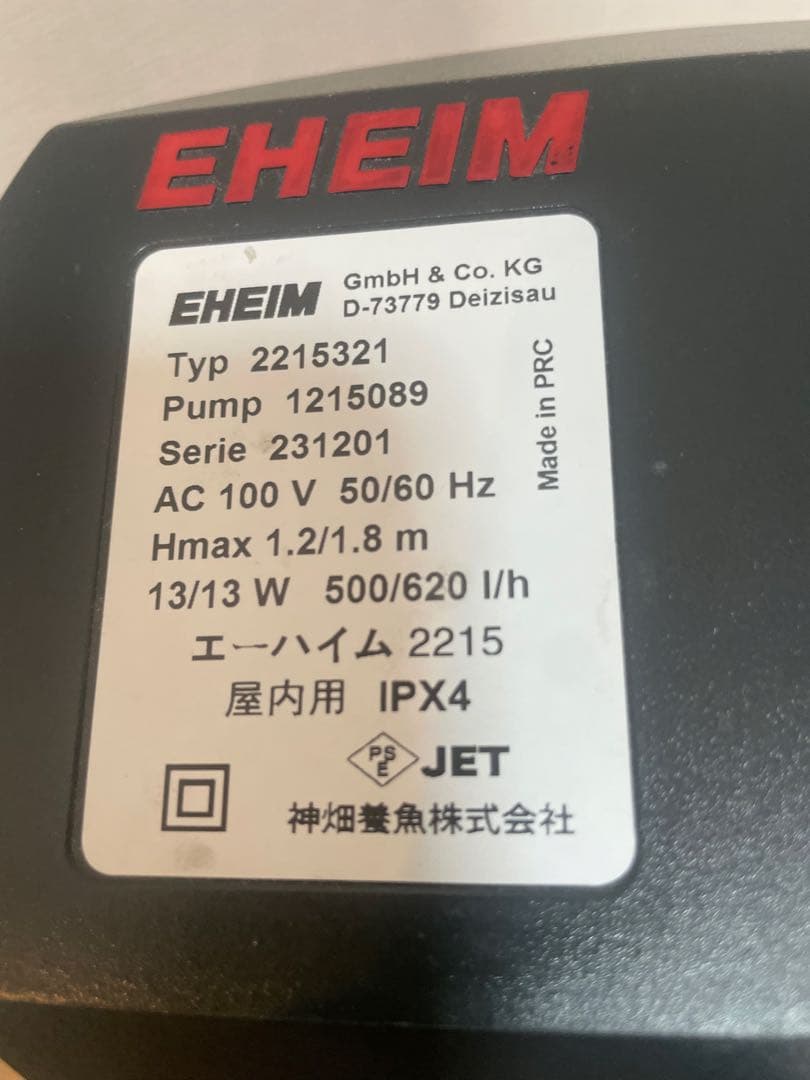 EHEIM
EHEIM GmbH & Co. KG
D-73779 Deizisau
Typ 2215321
Pump 1215089
Serie 231201
Made in PRC
AC 100 V 50/60 Hz
Hmax 1.2/1.8 m
13/13 W 500/620 l/h
エーハイム 2215
屋内用 IPX4
PSE JET
神畑養魚株式会社